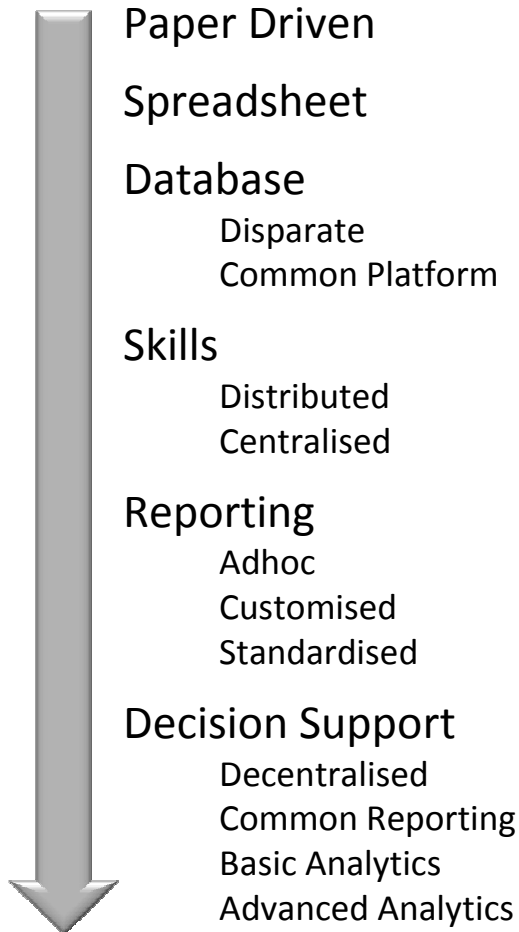 Paper Driven
Spreadsheet
Database
Disparate
Common Platform
Skills
Distributed
Centralised
Reporting
Adhoc
Customised
Standardised
Decision Support
Decentralised
Common Reporting
Basic Analytics
Advanced Analytics